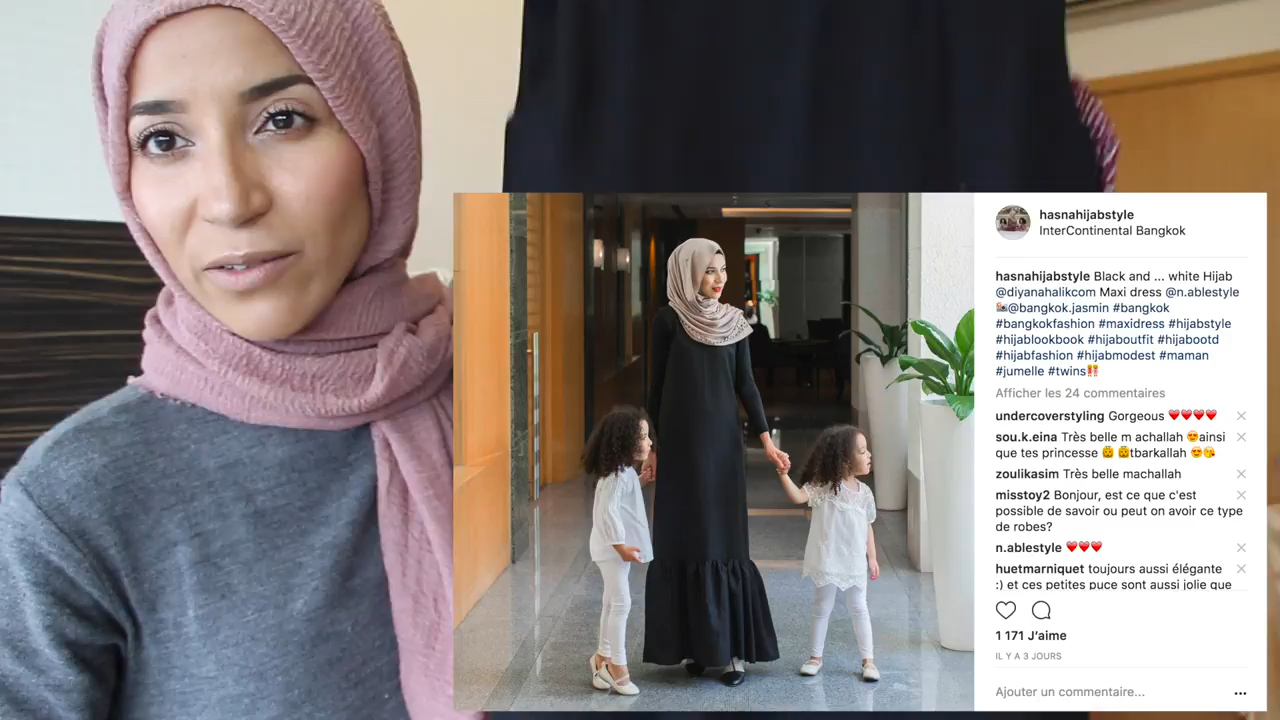 hasnahijabstyle
InterContinental Bangkok
hasnahijabstyle Black and ... white Hijab
@diyanahalikcom Maxi dress @n.ablestyle
📸@bangkok.jasmin #bangkok
#bangkokfashion #maxidress #hijabstyle
#hijablookbook #hijaboutfit #hijabootd
#hijabfashion #hijabmodest #maman
#jumelle #twins👯
Afficher les 24 commentaires
undercoverstyling Gorgeous ❤️❤️❤️❤️
sou.k.eina Très belle m achallah 😍ainsi
que tes princesse 👸👸tbarkallah 😍😘
zoulikasim Très belle machallah
misstoy2 Bonjour, est ce que c'est
possible de savoir ou peut on avoir ce type
de robes?
n.ablestyle ❤️❤️❤️
huetmarniquet toujours aussi élégante
:) et ces petites puce sont aussi jolie que
1 171 J'aime
IL Y A 3 JOURS
Ajouter un commentaire...